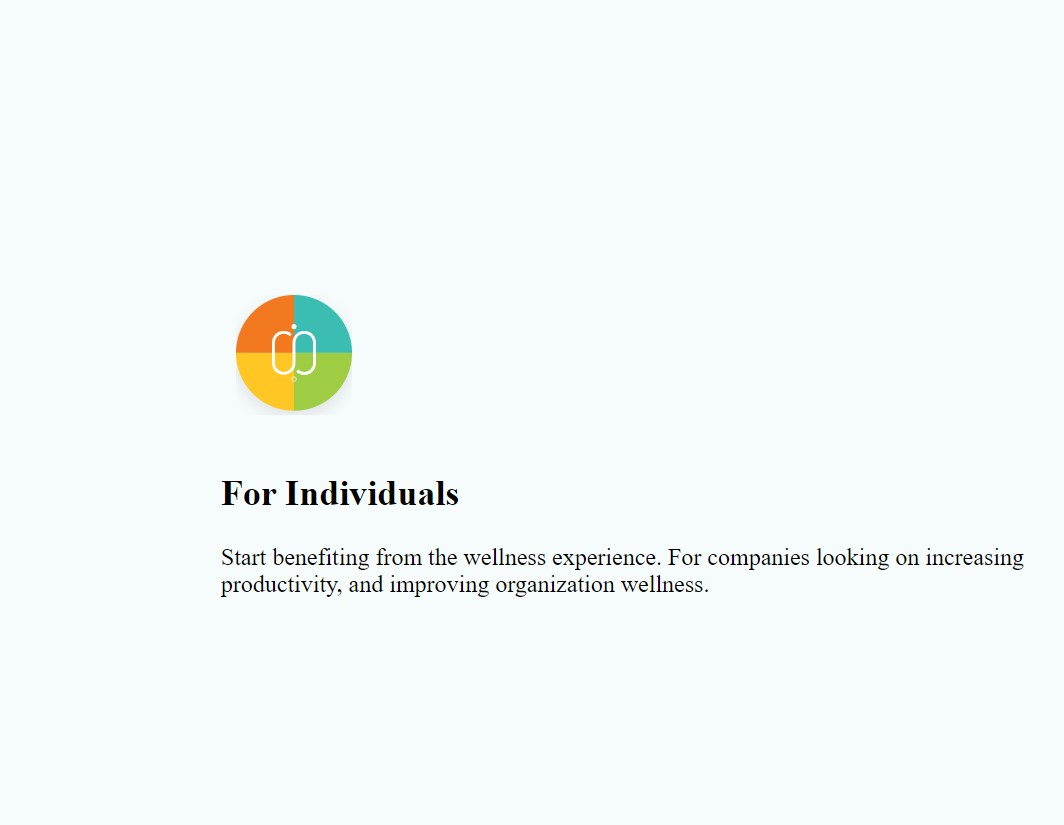 For Individuals
Start benefiting from the wellness experience. For companies looking on increasing
productivity, and improving organization wellness.